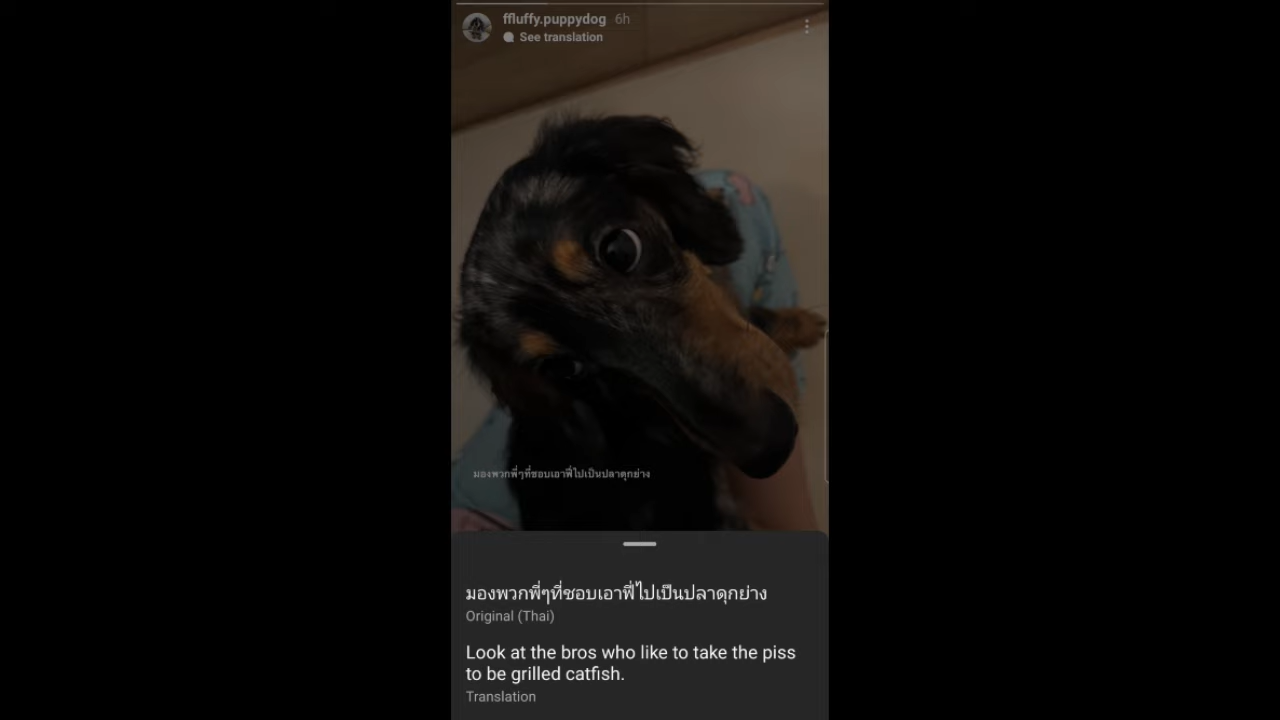 ffluffy.puppydog 6h
See translation
มองพวกพี่ๆที่ชอบเอาฟี่ไปเป็นปลาดุกย่าง
มองพวกพี่ๆที่ชอบเอาฟี่ไปเป็นปลาดุกย่าง
Original (Thai)
Look at the bros who like to take the piss
to be grilled catfish.
Translation